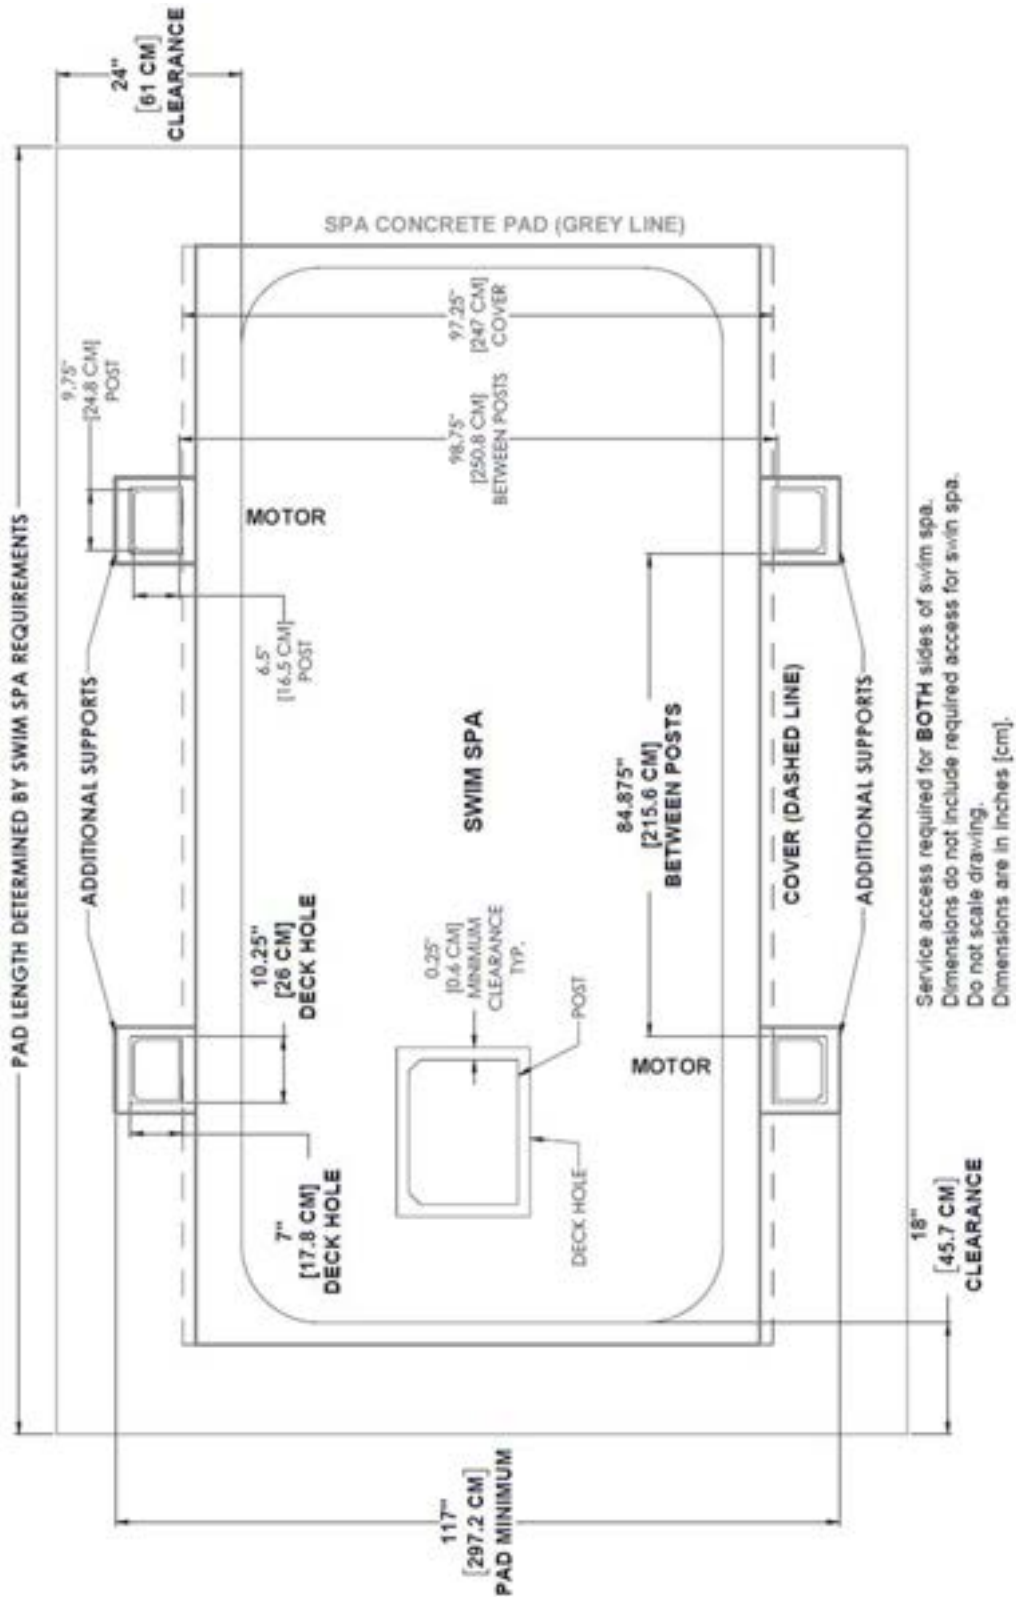 PAD LENGTH DETERMINED BY SWIM SPA REQUIREMENTS
24"
[61 CM]
CLEARANCE
ADDITIONAL SUPPORTS
9.75"
[24.8 CM]
POST
SPA CONCRETE PAD (GREY LINE)
MOTOR
6.5"
[16.5 CM]
POST
10.25"
[26 CM]
DECK HOLE
7"
[17.8 CM]
DECK HOLE
97.25"
[247 CM]
COVER
98.75"
[250.8 CM]
BETWEEN POSTS
SWIM SPA
0.25"
[0.6 CM]
MINIMUM
CLEARANCE
TYP.
POST
DECK HOLE
84.875"
[215.6 CM]
BETWEEN POSTS
MOTOR
COVER (DASHED LINE)
ADDITIONAL SUPPORTS
117"
[297.2 CM]
PAD MINIMUM
18"
[45.7 CM]
CLEARANCE
Service access required for BOTH sides of swim spa.
Dimensions do not include required access for swin spa.
Do not scale drawing.
Dimensions are in inches [cm].